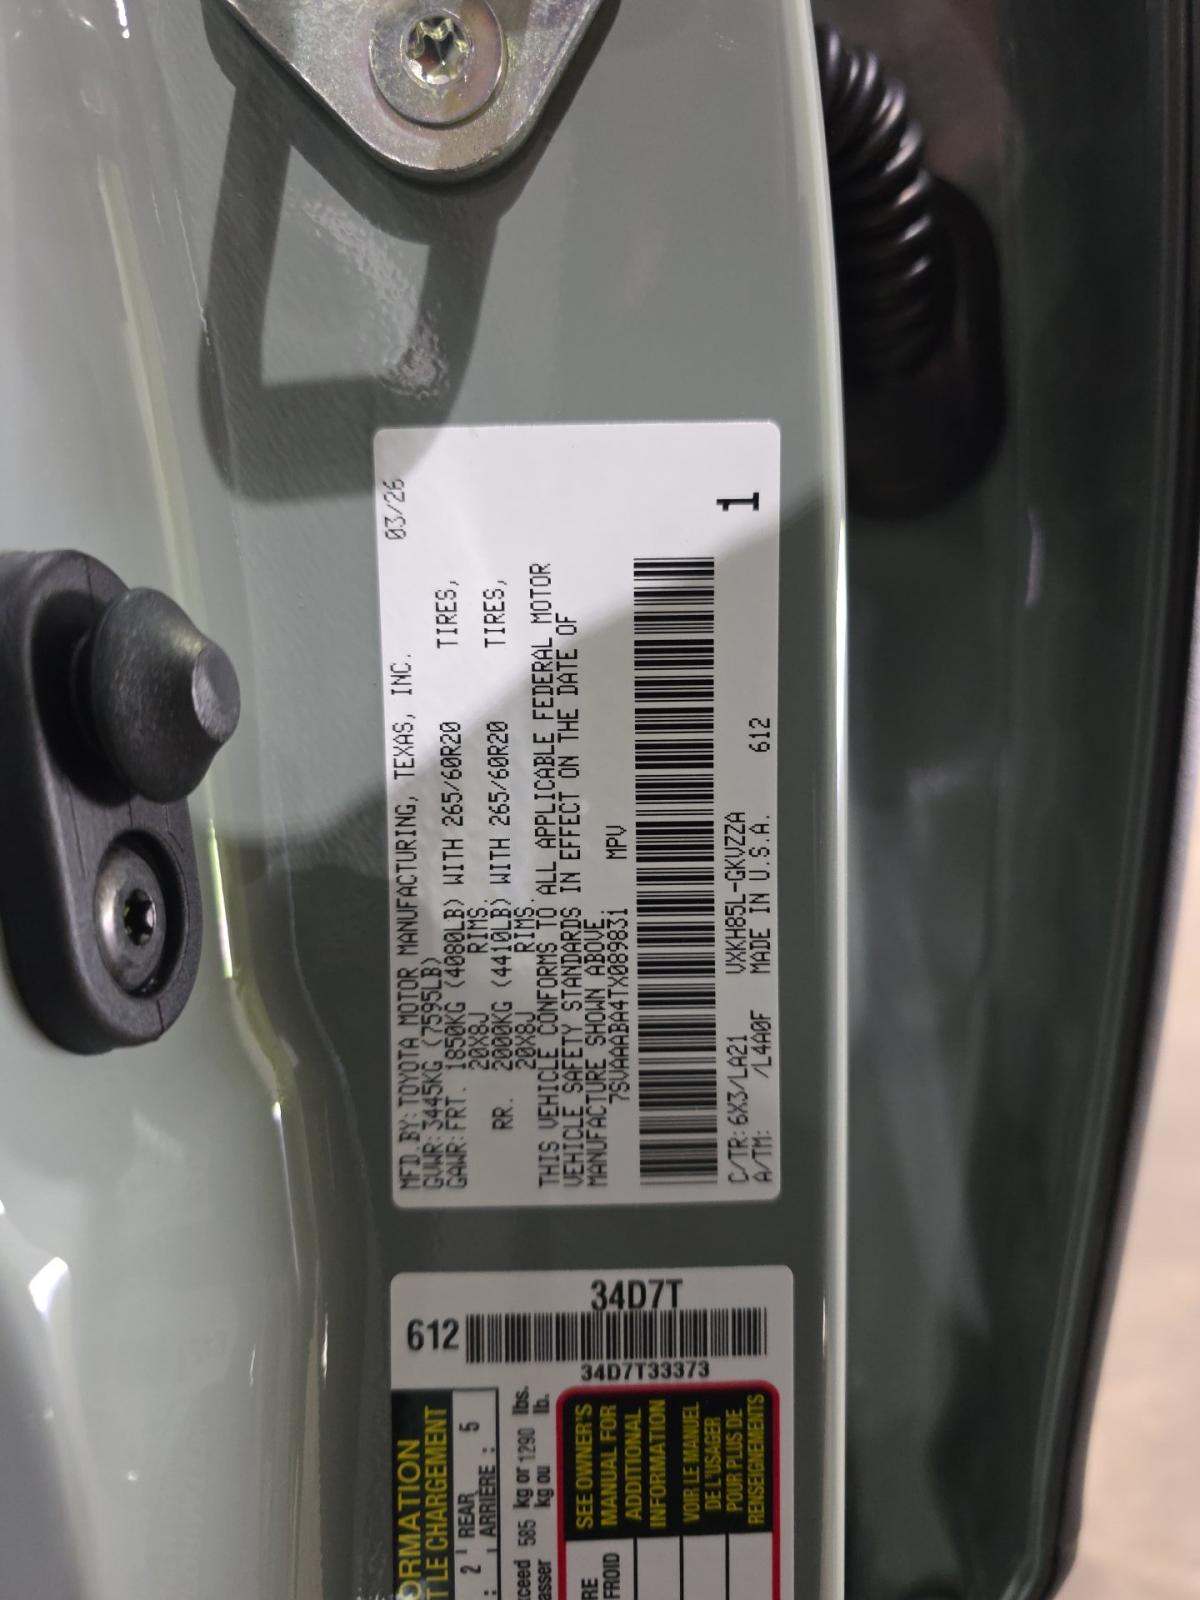 03/26
MFD.BY:TOYOTA MOTOR MANUFACTURING, TEXAS, INC.
GVWR:3445KG (7595LB)
GAWR:FRT. 1850KG (4080LB) WITH 265/60R20 TIRES,
20X8J RIMS.
RR. 2000KG (4410LB) WITH 265/60R20 TIRES,
20X8J RIMS.
THIS VEHICLE CONFORMS TO ALL APPLICABLE FEDERAL MOTOR
VEHICLE SAFETY STANDARDS IN EFFECT ON THE DATE OF
MANUFACTURE SHOWN ABOVE.
7SVAAABA4TX089831 MPV
1
C/TR:6X3/LA21 VXKH85L-GKVZZA
A/TM: /L4A0F MADE IN U.S.A. 612
612
34D7T
34D7T33373
ORMATION
T LE CHARGEMENT
: 2 REAR
: ARRIÈRE : 5
xceed 585 kg or 1290 lbs.
asser kg ou lb.
SEE OWNER'S
MANUAL FOR
ADDITIONAL
INFORMATION
VOIR LE MANUEL
DE L'USAGER
POUR PLUS DE
RENSEIGNEMENTS
RE
FROID